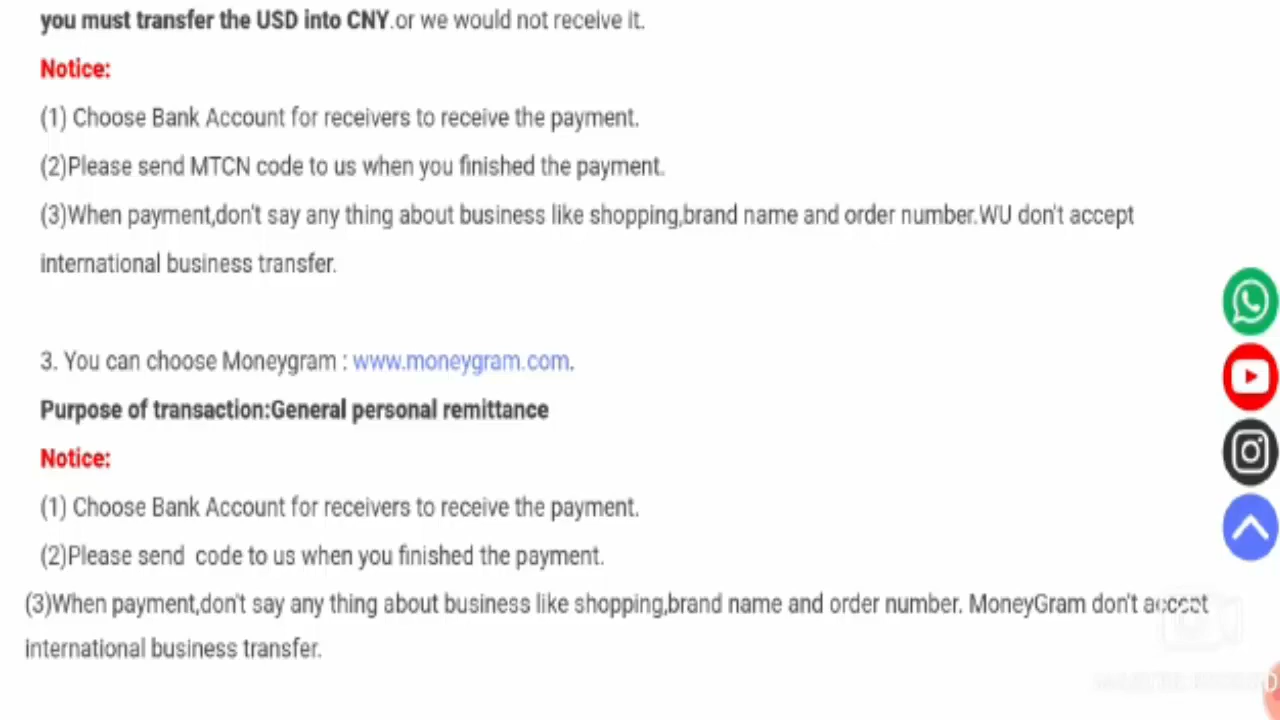 you must transfer the USD into CNY.or we would not receive it.
Notice:
(1) Choose Bank Account for receivers to receive the payment.
(2)Please send MTCN code to us when you finished the payment.
(3)When payment,don't say any thing about business like shopping,brand name and order number.WU don't accept
international business transfer.
3. You can choose Moneygram : www.moneygram.com.
Purpose of transaction:General personal remittance
Notice:
(1) Choose Bank Account for receivers to receive the payment.
(2)Please send code to us when you finished the payment.
(3)When payment,don't say any thing about business like shopping,brand name and order number. MoneyGram don't accept
international business transfer.